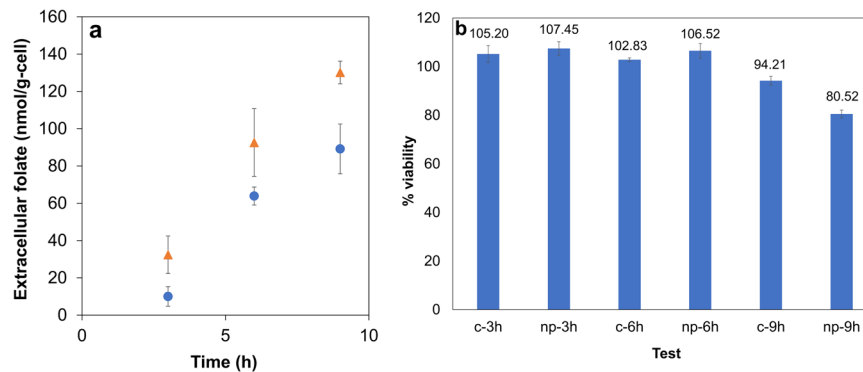 a
160
140
120
100
80
60
40
20
0
0 5 10
Time (h)
Extracellular folate (nmol/g-cell)
b
120
100
80
60
40
20
0
105.20 107.45 102.83 106.52 94.21 80.52
c-3h np-3h c-6h np-6h c-9h np-9h
Test
% viability